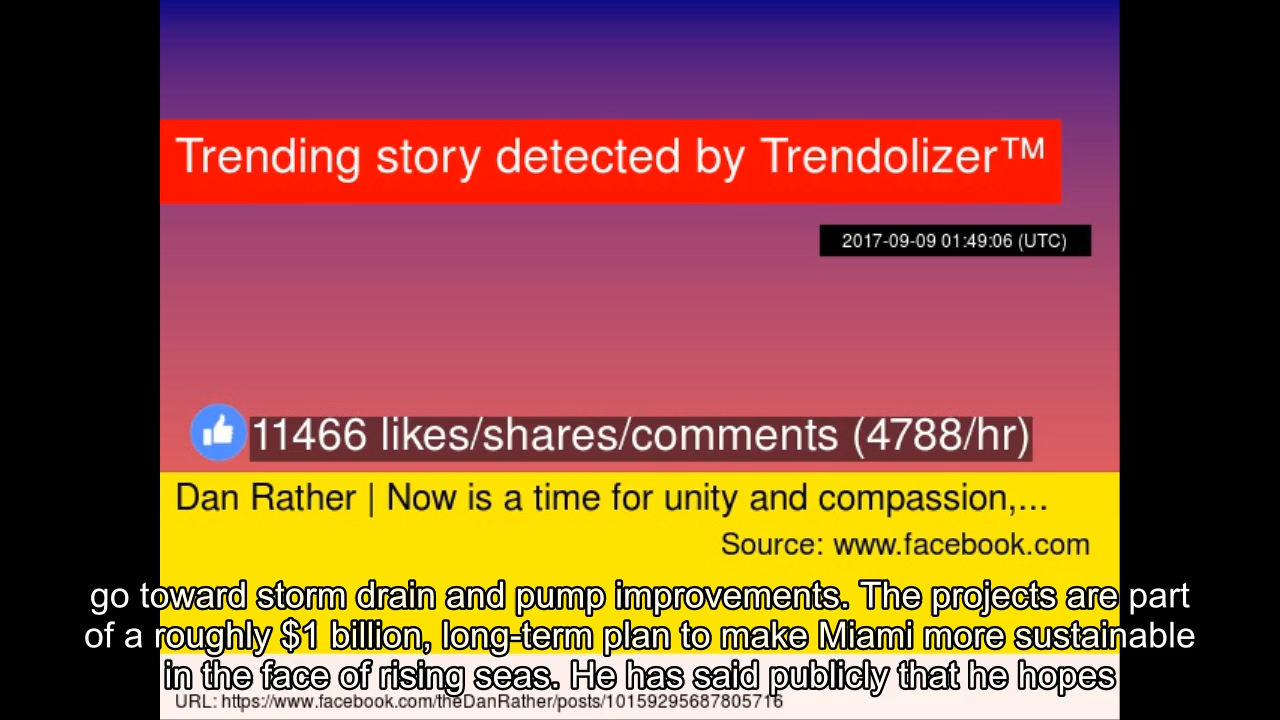 Trending story detected by Trendolizer™
2017-09-09 01:49:06 (UTC)
11466 likes/shares/comments (4788/hr)
Dan Rather | Now is a time for unity and compassion,...
Source: www.facebook.com
go toward storm drain and pump improvements. The projects are part
of a roughly $1 billion, long-term plan to make Miami more sustainable
in the face of rising seas. He has said publicly that he hopes
URL: https://www.facebook.com/theDanRather/posts/10159295687805716